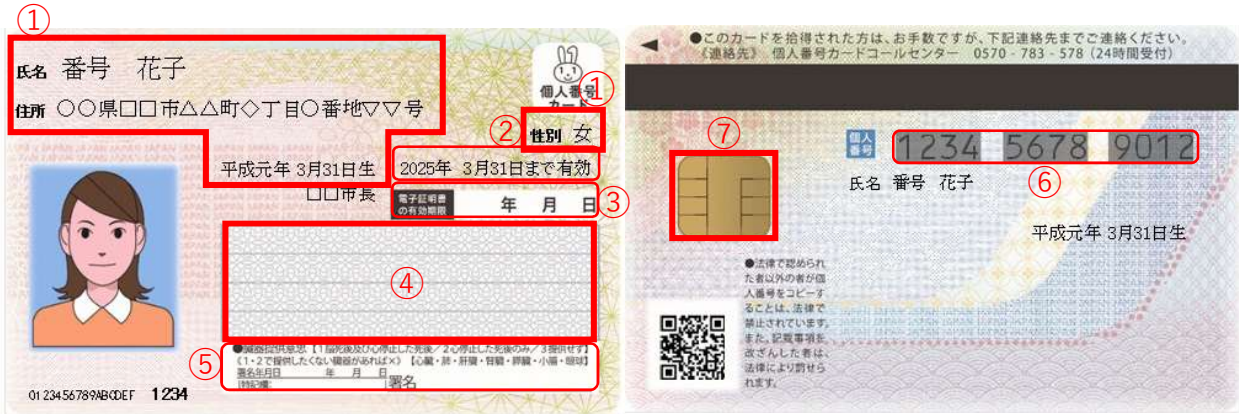 ①
氏名 番号 花子
住所 ○○県□□市△△町◇丁目○番地▽▽号
個人番号
カード
①
② 性別 女
平成元年 3月31日生
2025年 3月31日まで有効
□□市長
電子証明書
の有効期限
年 月 日
③
④
⑤
●臓器提供意思【1 脳死後及び心停止した死後／2 心停止した死後のみ／3 提供せず】
《1・2で提供したくない臓器があれば×》【心臓・肺・肝臓・腎臓・膵臓・小腸・眼球】
署名年月日 年 月 日
[特記欄: ] 署名
0123456789ABCDEF 1234
●このカードを拾得された方は、お手数ですが、下記連絡先までご連絡ください。
《連絡先》 個人番号カードコールセンター 0570-783-578 (24時間受付)
⑦
個人
番号
1234 5678 9012
⑥
氏名 番号 花子
平成元年 3月31日生
●法律で認められ
た者以外の者が個
人番号をコピーす
ることは、法律で
禁止されています。
また、記載事項を
改ざんした者は、
法律により罰せら
れます。